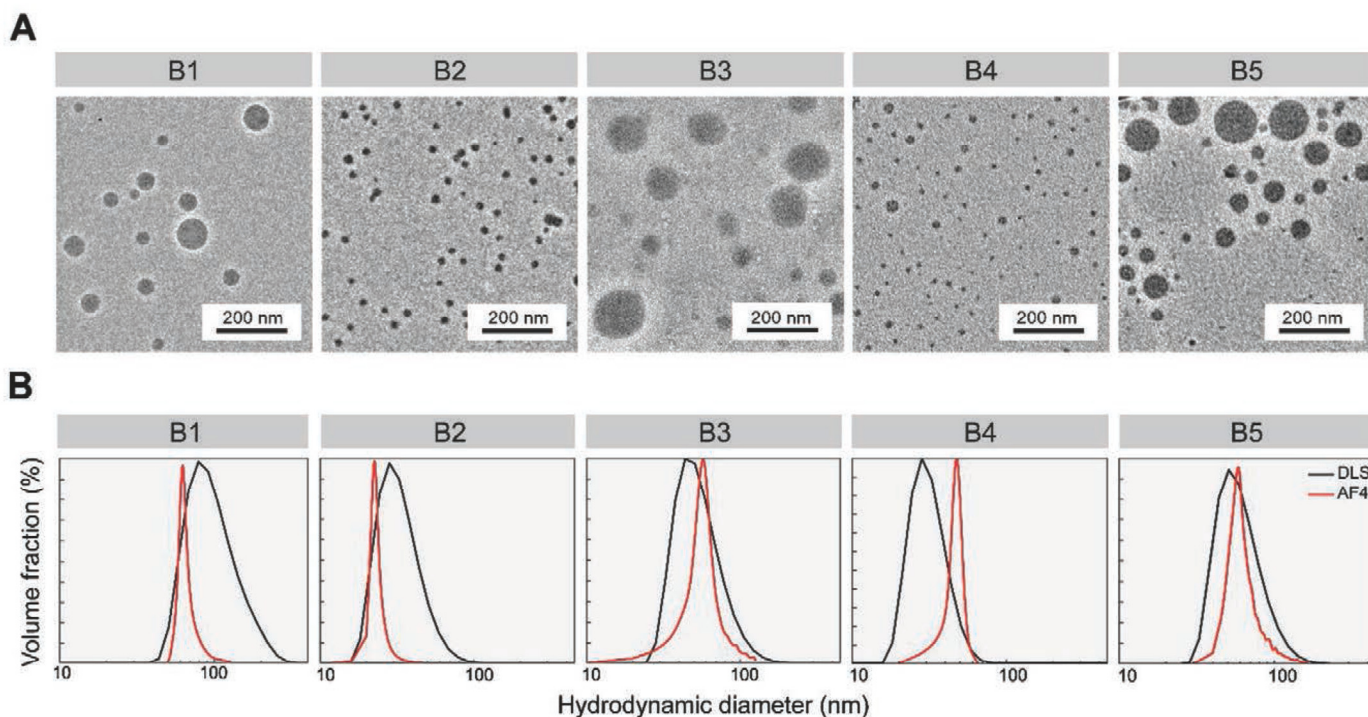 A
B1 B2 B3 B4 B5
200 nm 200 nm 200 nm 200 nm 200 nm
B
B1 B2 B3 B4 B5
Volume fraction (%)
DLS
AF4
10 100 10 100 10 100 10 100 10 100
Hydrodynamic diameter (nm)